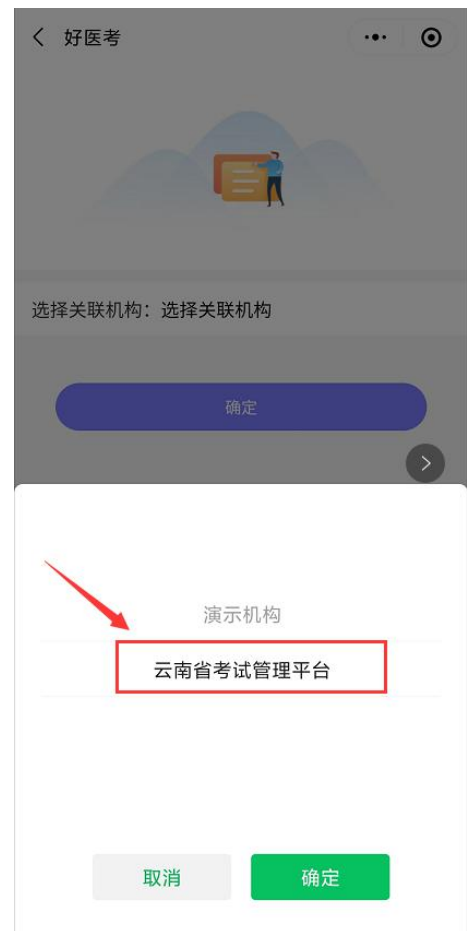 好医考
选择关联机构：选择关联机构
确定
演示机构
云南省考试管理平台
取消
确定